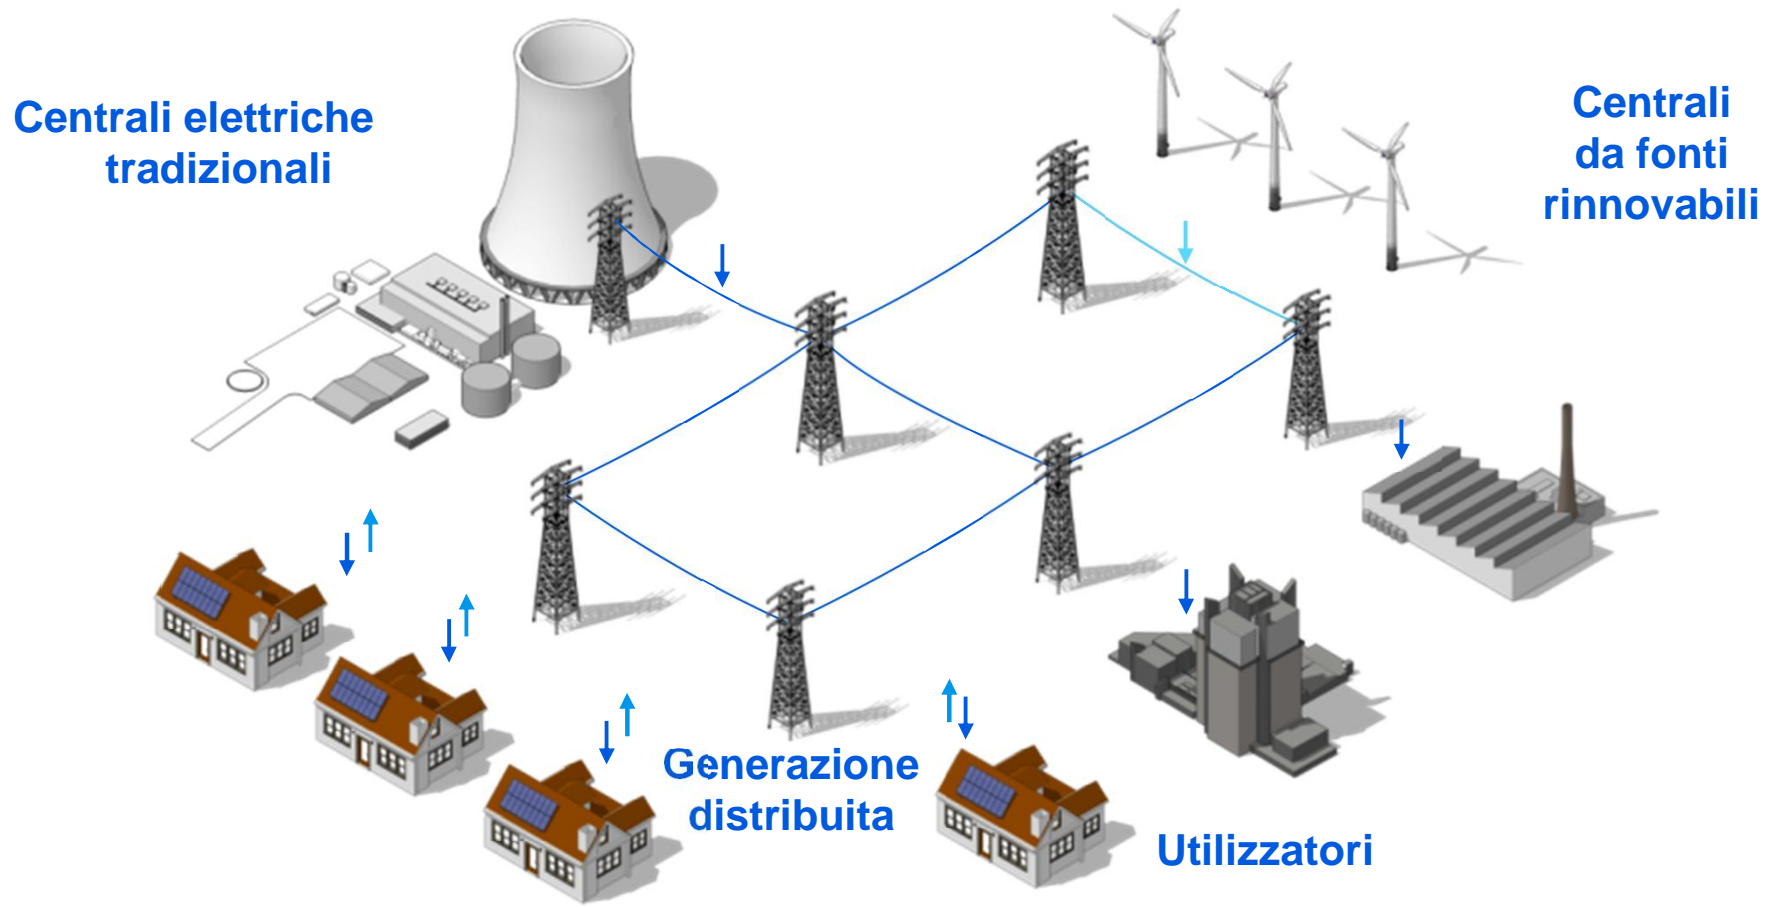 Centrali elettriche
tradizionali
Centrali
da fonti
rinnovabili
Generazione
distribuita
Utilizzatori